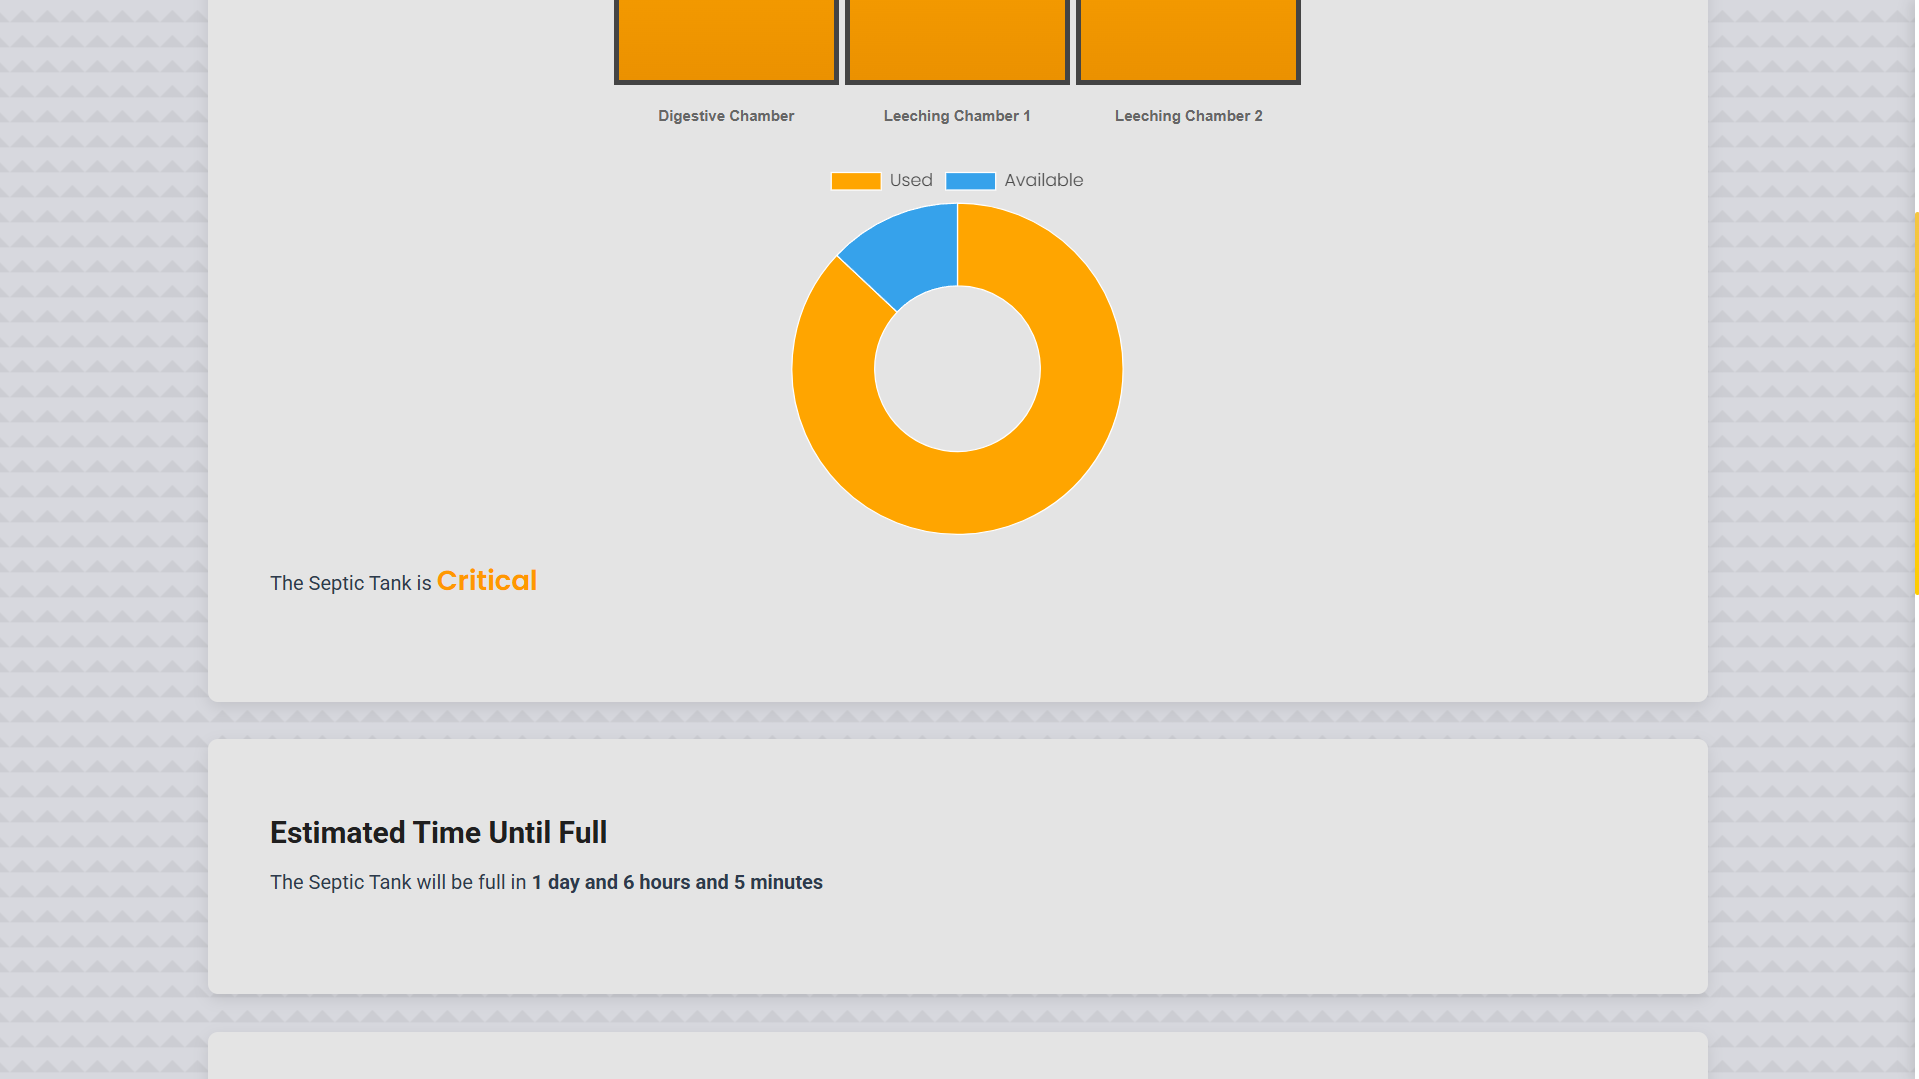 Digestive Chamber
Leeching Chamber 1
Leeching Chamber 2
Used
Available
The Septic Tank is Critical
Estimated Time Until Full
The Septic Tank will be full in 1 day and 6 hours and 5 minutes